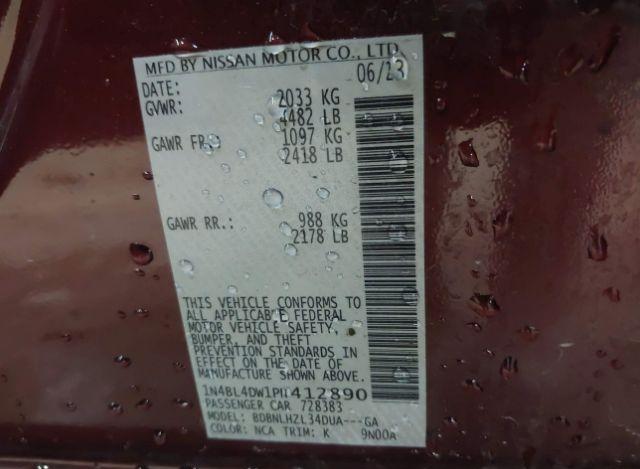 MFD BY NISSAN MOTOR CO., LTD.
DATE: 06/23
GVWR: 2033 KG
4482 LB
GAWR FR.: 1097 KG
2418 LB
GAWR RR.: 988 KG
2178 LB
THIS VEHICLE CONFORMS TO
ALL APPLICABLE FEDERAL
MOTOR VEHICLE SAFETY,
BUMPER, AND THEFT
PREVENTION STANDARDS IN
EFFECT ON THE DATE OF
MANUFACTURE SHOWN ABOVE.
PASSENGER CAR 728383
MODEL: BDBNLHZL34DUA---GA
COLOR: NCA TRIM: K 9N00A